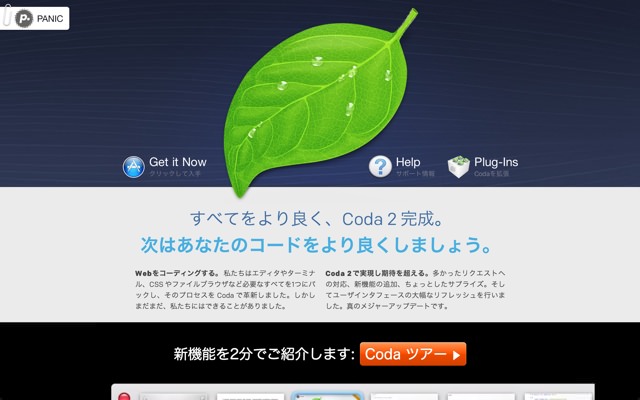 PANIC
Get it Now
クリックして入手
Help
サポート情報
Plug-Ins
Codaを拡張
すべてをより良く、Coda 2 完成。
次はあなたのコードをより良くしましょう。
Webをコーディングする。私たちはエディタやターミナ
ル、CSS やファイルブラウザなど必要なすべてを1つにパ
ックし、そのプロセスを Coda で革新しました。しかし
まだまだ、私たちにはできることがありました。
Coda 2で実現し期待を超える。多かったリクエストへ
の対応、新機能の追加、ちょっとしたサプライズ。そし
てユーザインタフェースの大幅なリフレッシュを行いま
した。真のメジャーアップデートです。
新機能を2分でご紹介します: Coda ツアー